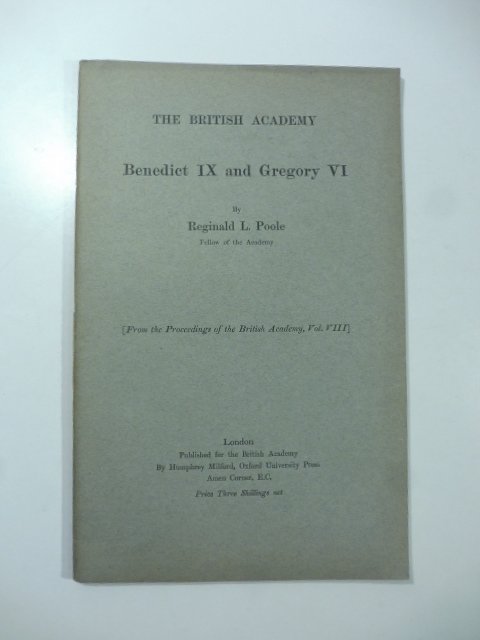 THE BRITISH ACADEMY
Benedict IX and Gregory VI
By
Reginald L. Poole
Fellow of the Academy
[From the Proceedings of the British Academy, Vol. VIII]
London
Published for the British Academy
By Humphrey Milford, Oxford University Press
Amen Corner, E.C.
Price Three Shillings net